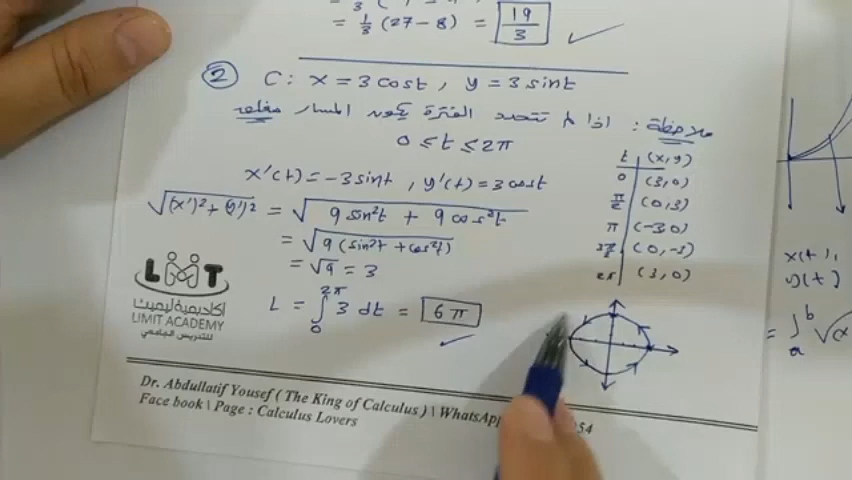 = 1/3 (27 - 8) = 19/3
② C: x = 3 cost , y = 3 sint
ملاحظة : اذا لم تتحدد الفترة يكون المسار مغلق
0 ≤ t ≤ 2π
x'(t) = -3 sint , y'(t) = 3 cost
√((x')² + (y')²) = √(9 sin²t + 9 cos²t)
= √(9 (sin²t + cos²t))
= √9 = 3
L = ∫₀^2π 3 dt = 6π
t | (x,y)
0 | (3,0)
π/2 | (0,3)
π | (-3,0)
3π/2 | (0,-3)
2π | (3,0)
LIMIT
أكاديمية ليميت
LIMIT ACADEMY
للتدريس الجامعي
x(t),
y(t)
= ∫ₐᵇ √(x
Dr. Abdullatif Yousef ( The King of Calculus ) \ WhatsApp
54
Face book \ Page : Calculus Lovers